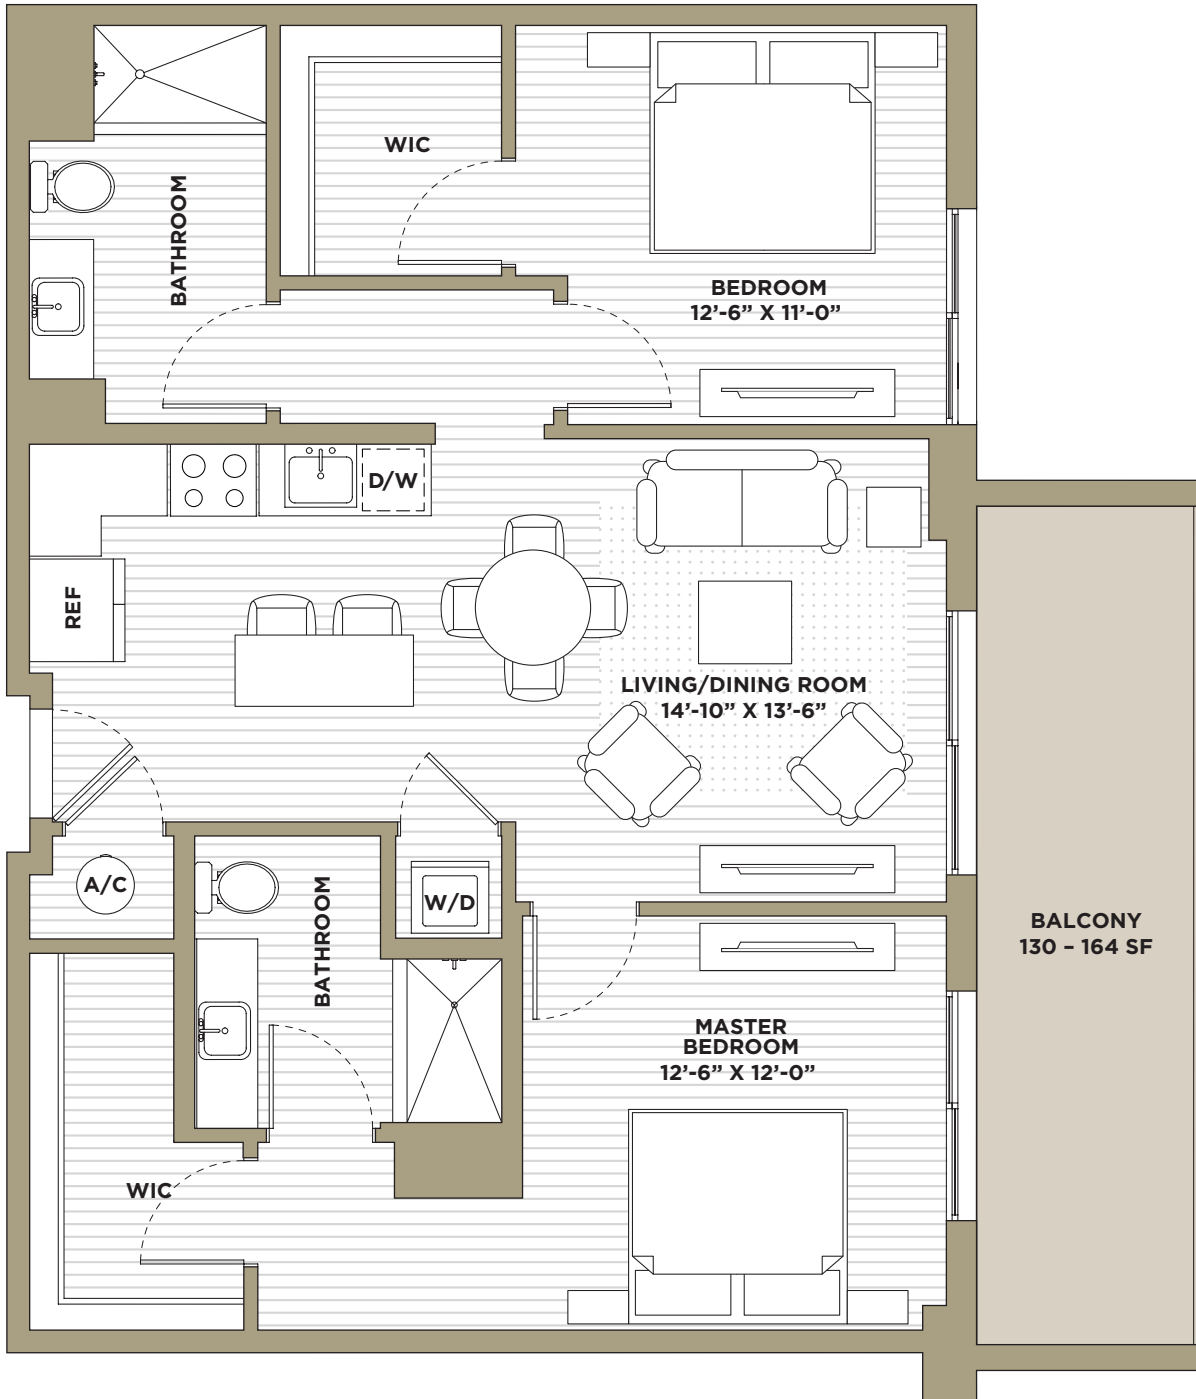 WIC
BATHROOM
BEDROOM
12’-6” X 11’-0”
D/W
REF
LIVING/DINING ROOM
14’-10” X 13’-6”
A/C
W/D
BATHROOM
BALCONY
130 – 164 SF
MASTER
BEDROOM
12’-6” X 12’-0”
WIC